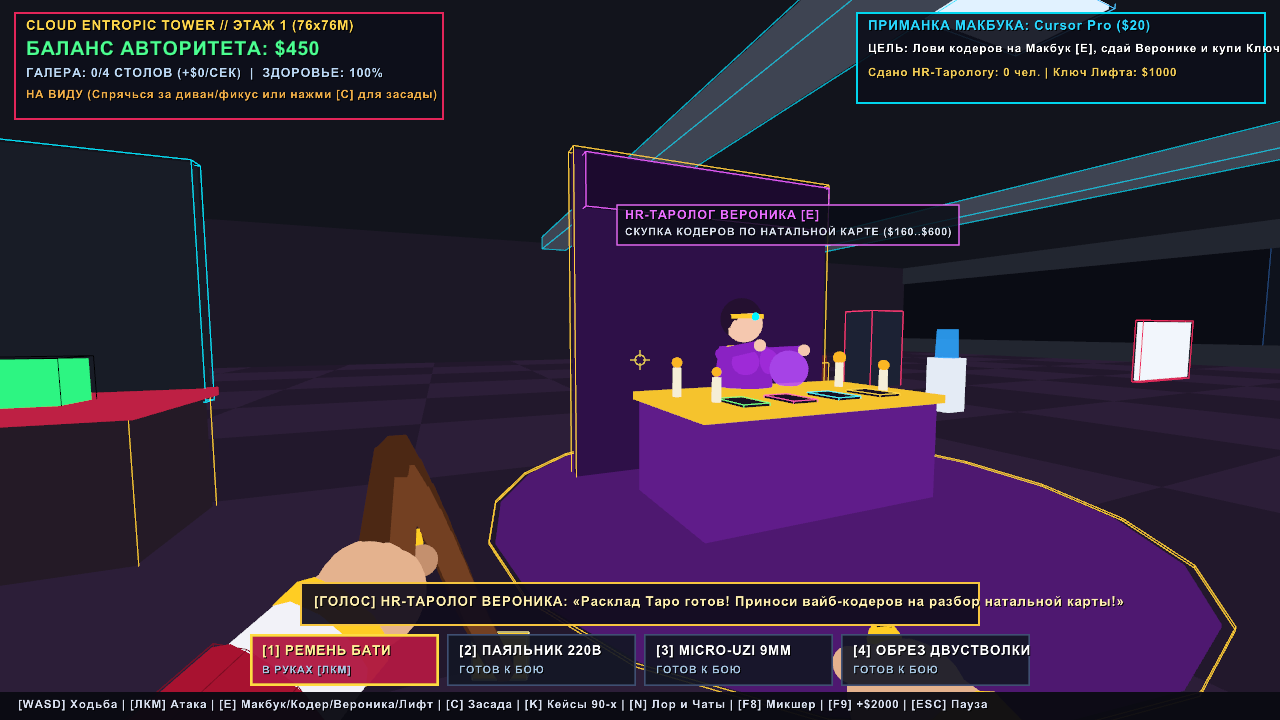 CLOUD ENTROPIC TOWER // ЭТАЖ 1 (76x76М)
БАЛАНС АВТОРИТЕТА: $450
ГАЛЕРА: 0/4 СТОЛОВ (+$0/СЕК) | ЗДОРОВЬЕ: 100%
НА ВИДУ (Спрячься за диван/фикус или нажми [C] для засады)
ПРИМАНКА МАКБУКА: Cursor Pro ($20)
ЦЕЛЬ: Лови кодеров на Макбук [E], сдай Веронике и купи Ключ
Сдано HR-Тарологу: 0 чел. | Ключ Лифта: $1000
HR-ТАРОЛОГ ВЕРОНИКА [E]
СКУПКА КОДЕРОВ ПО НАТАЛЬНОЙ КАРТЕ ($160..$600)
[ГОЛОС] HR-ТАРОЛОГ ВЕРОНИКА: «Расклад Таро готов! Приноси вайб-кодеров на разбор натальной карты!»
[1] РЕМЕНЬ БАТИ
В РУКАХ [ЛКМ]
[2] ПАЯЛЬНИК 220В
ГОТОВ К БОЮ
[3] MICRO-UZI 9MM
ГОТОВ К БОЮ
[4] ОБРЕЗ ДВУСТВОЛКИ
ГОТОВ К БОЮ
[WASD] Ходьба | [ЛКМ] Атака | [E] Макбук/Кодер/Вероника/Лифт | [C] Засада | [K] Кейсы 90-х | [N] Лор и Чаты | [F8] Микшер | [F9] +$2000 | [ESC] Пауза